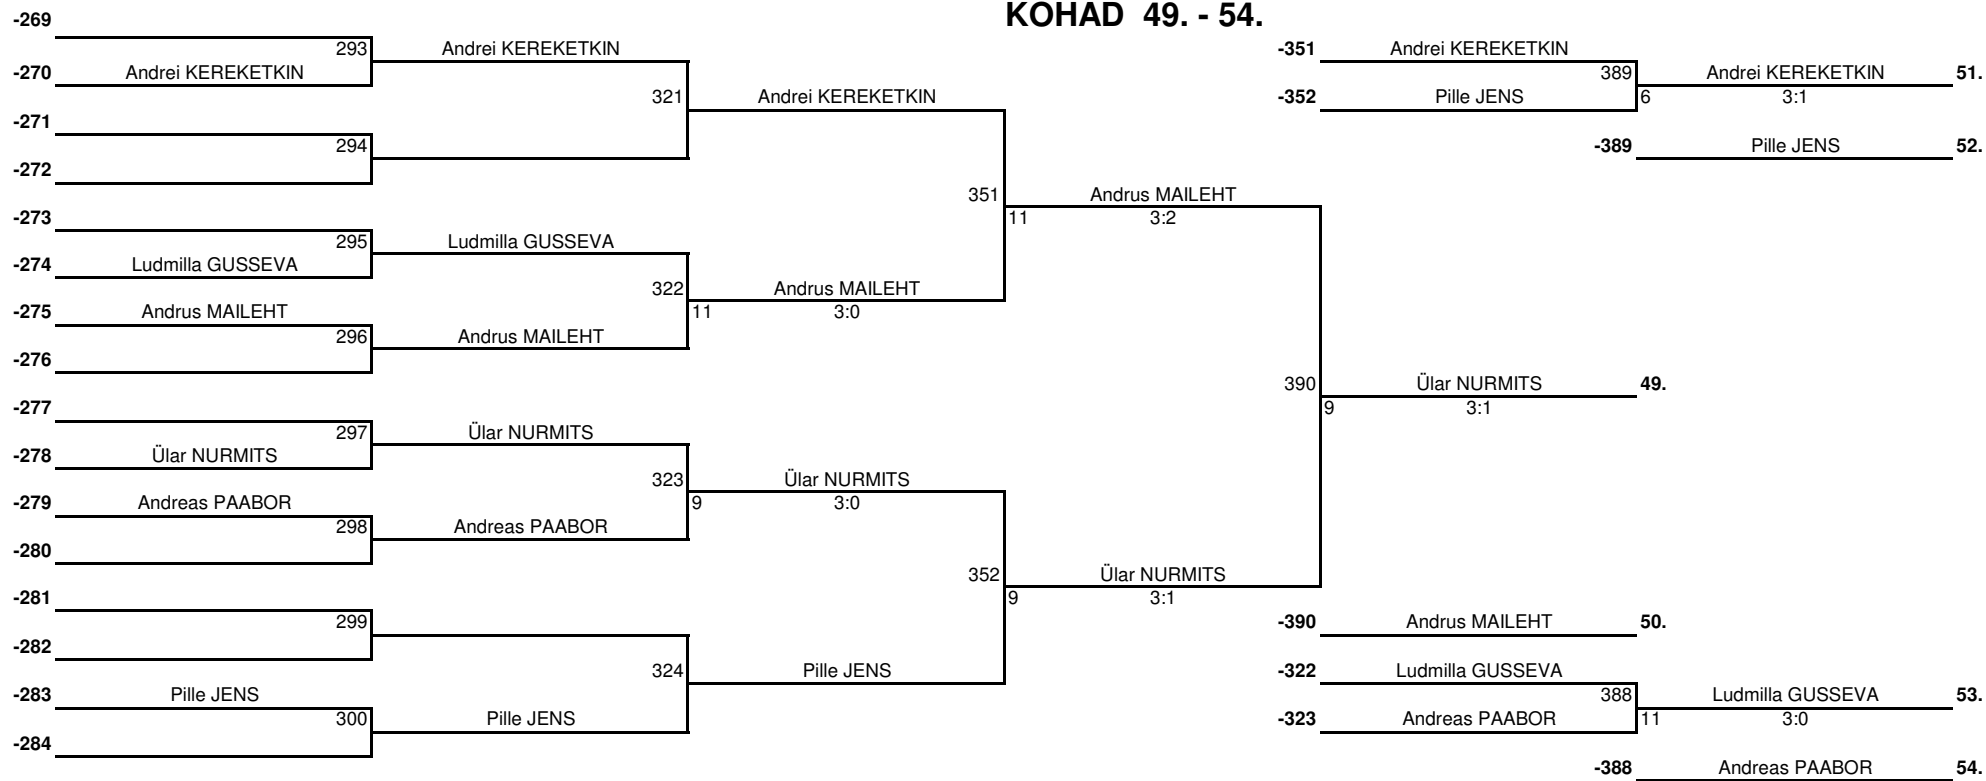 KOHAD 49. - 54.
-269
293 Andrei KEREKETKIN -351 Andrei KEREKETKIN
-270 Andrei KEREKETKIN 389 Andrei KEREKETKIN 51.
321 Andrei KEREKETKIN -352 Pille JENS 6 3:1
-271
294 -389 Pille JENS 52.
-272
351 Andrus MAILEHT
-273 11 3:2
295 Ludmilla GUSSEVA
-274 Ludmilla GUSSEVA
322 Andrus MAILEHT
-275 Andrus MAILEHT 11 3:0
296 Andrus MAILEHT
-276
390 Ülar NURMITS 49.
-277 9 3:1
297 Ülar NURMITS
-278 Ülar NURMITS
323 Ülar NURMITS
-279 Andreas PAABOR 9 3:0
298 Andreas PAABOR
-280
352 Ülar NURMITS
-281 9 3:1
299 -390 Andrus MAILEHT 50.
-282
324 Pille JENS -322 Ludmilla GUSSEVA
-283 Pille JENS 388 Ludmilla GUSSEVA 53.
300 Pille JENS -323 Andreas PAABOR 11 3:0
-284
-388 Andreas PAABOR 54.